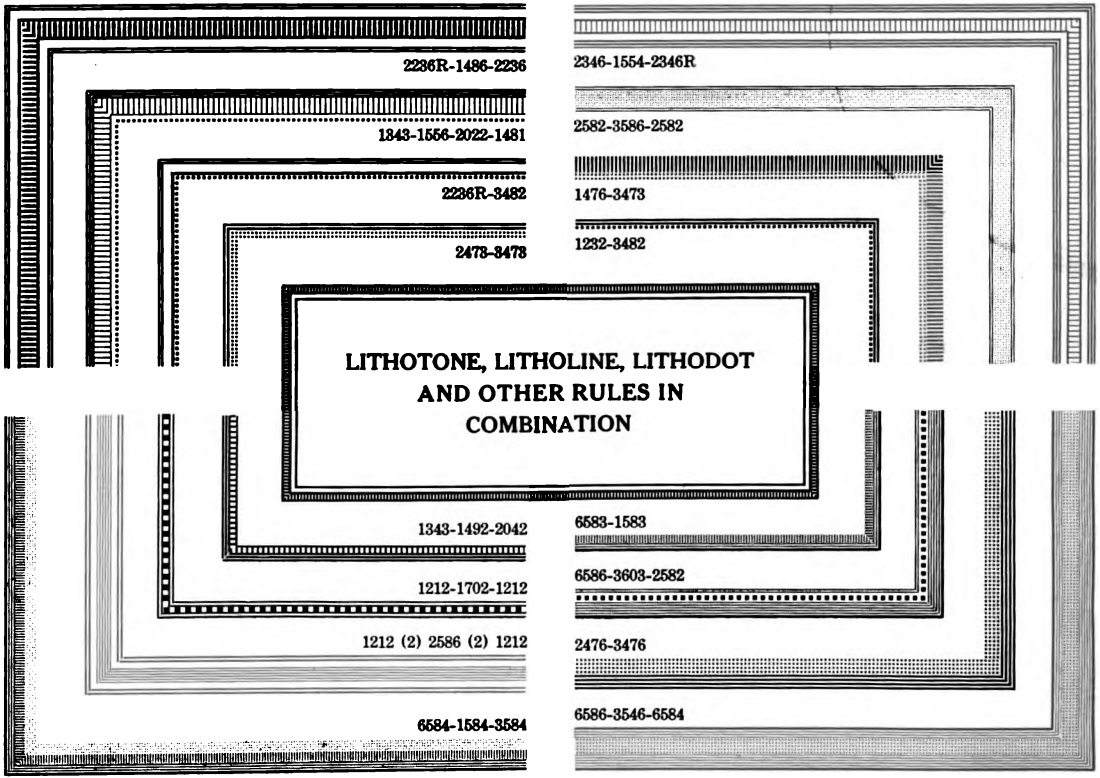 2236R-1486-2236
1343-1556-2022-1481
2236R-3482
2473-3473
2346-1554-2346R
2582-3586-2582
1476-3473
1232-3482
LITHOTONE, LITHOLINE, LITHODOT
AND OTHER RULES IN
COMBINATION
1343-1492-2042
1212-1702-1212
1212 (2) 2586 (2) 1212
6584-1584-3584
6583-1583
6586-3603-2582
2476-3476
6586-3546-6584